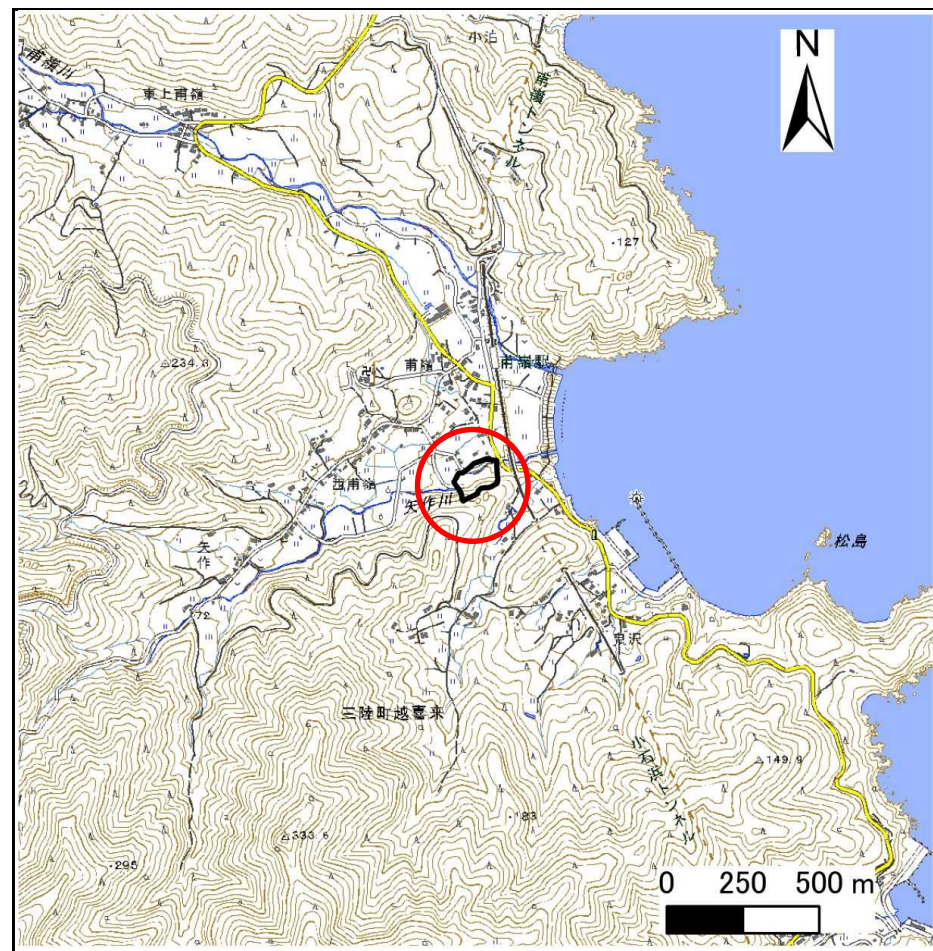 小泊
N
甫嶺川
東上甫嶺
甫嶺トンネル
・127
100
△234.3
甫嶺
甫嶺駅
西甫嶺
矢作川
松島
矢作
72
泉沢
三陸町越喜来
小石浜トンネル
△149.9
・183
△333.6
・295
0 250 500 m